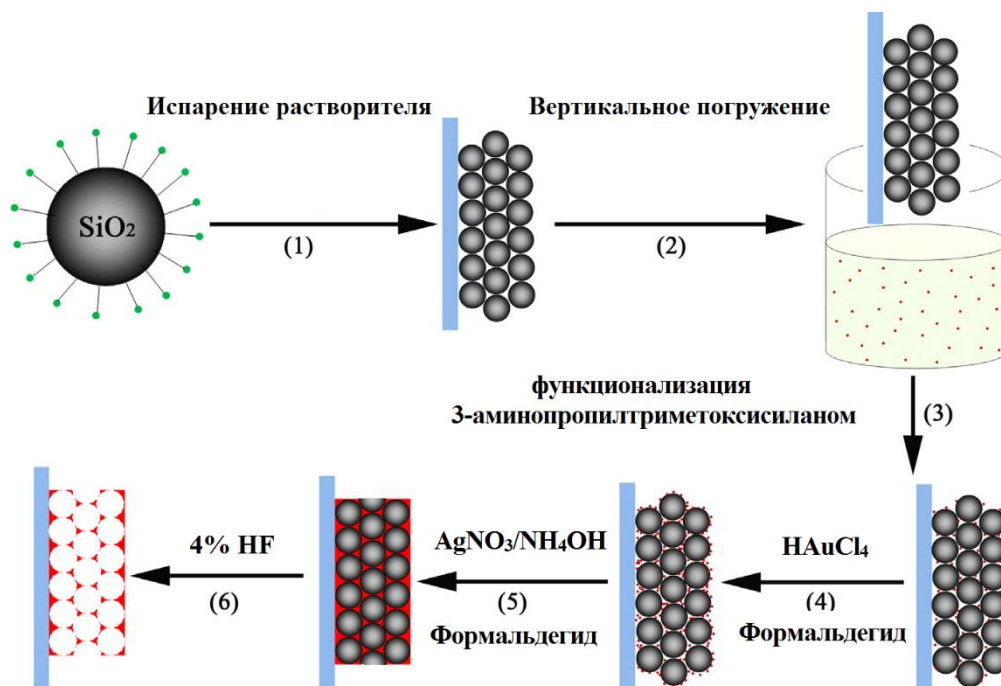 Испарение растворителя
Вертикальное погружение
SiO₂
(1)
(2)
функционализация
3-аминопропилтриметоксисиланом
(3)
4% HF
(6)
AgNO₃/NH₄OH
(5)
Формальдегид
HAuCl₄
(4)
Формальдегид